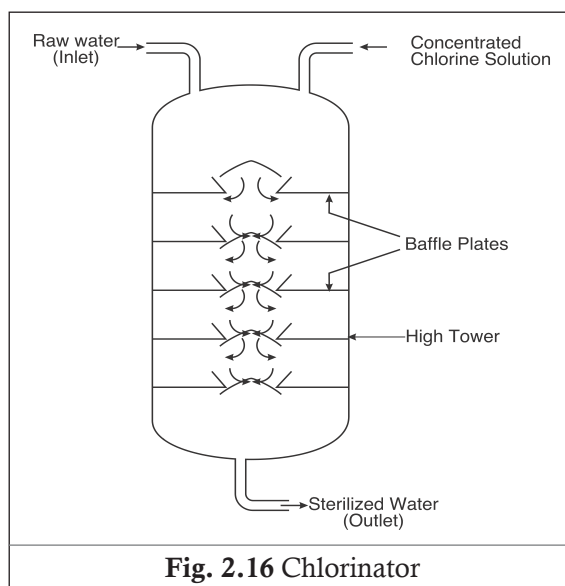 Raw water
(Inlet)
Concentrated
Chlorine Solution
Baffle Plates
High Tower
Sterilized Water
(Outlet)
Fig. 2.16 Chlorinator